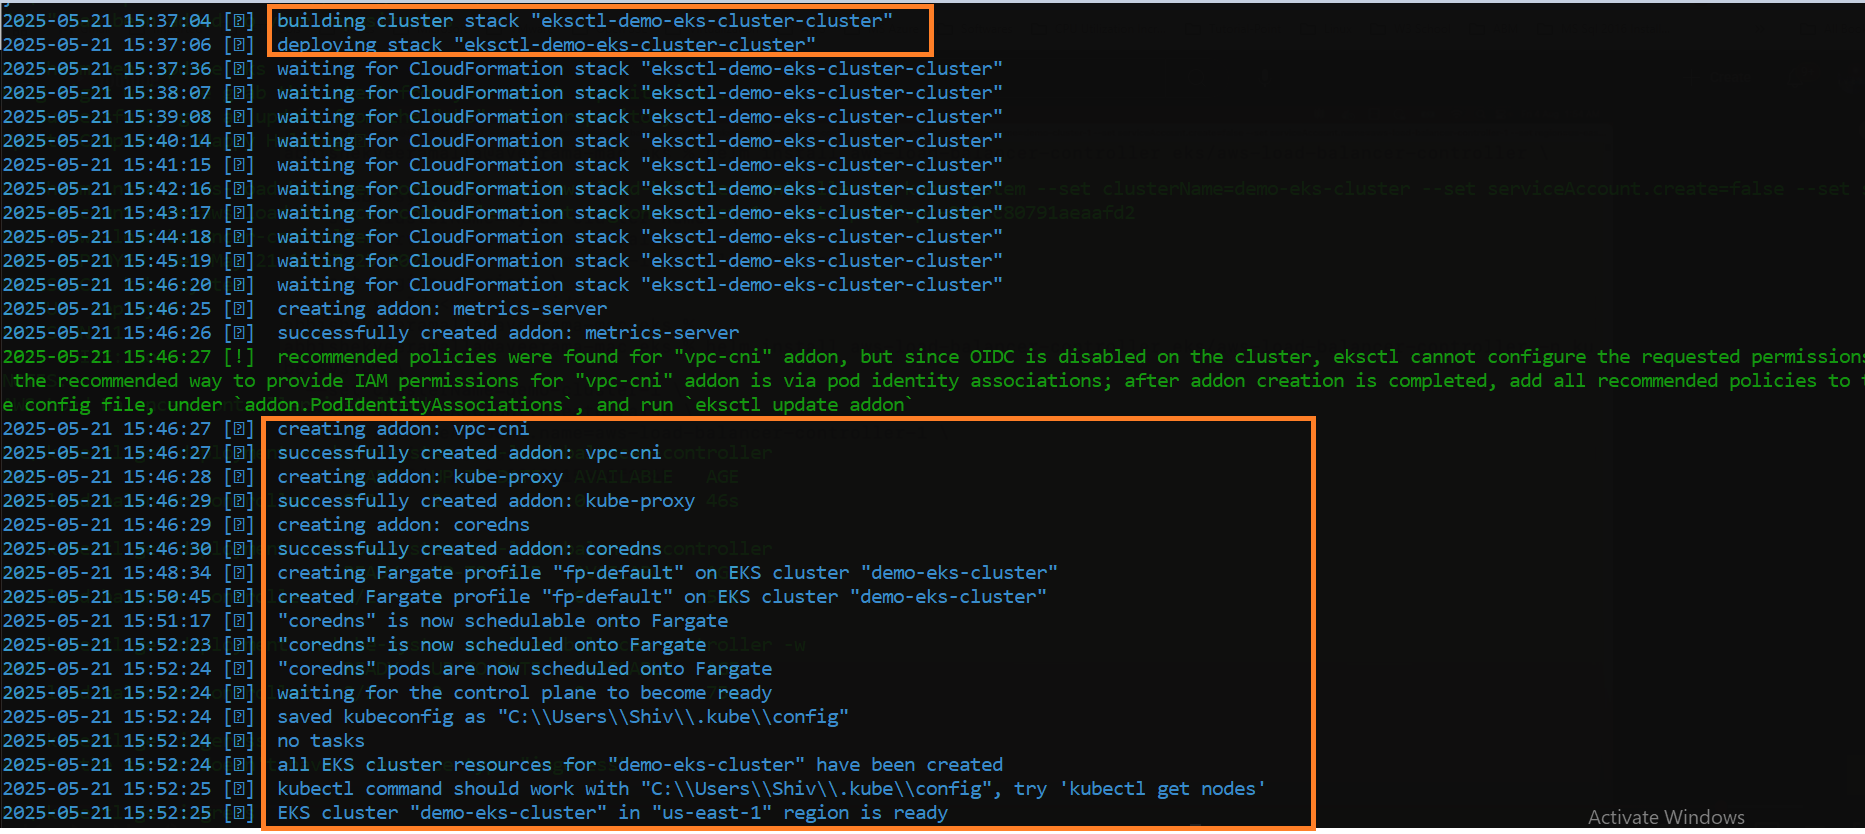 2025-05-21 15:37:04 [⍰]  building cluster stack "eksctl-demo-eks-cluster-cluster"
2025-05-21 15:37:06 [⍰]  deploying stack "eksctl-demo-eks-cluster-cluster"
2025-05-21 15:37:36 [⍰]  waiting for CloudFormation stack "eksctl-demo-eks-cluster-cluster"
2025-05-21 15:38:07 [⍰]  waiting for CloudFormation stack "eksctl-demo-eks-cluster-cluster"
2025-05-21 15:39:08 [⍰]  waiting for CloudFormation stack "eksctl-demo-eks-cluster-cluster"
2025-05-21 15:40:14 [⍰]  waiting for CloudFormation stack "eksctl-demo-eks-cluster-cluster"
2025-05-21 15:41:15 [⍰]  waiting for CloudFormation stack "eksctl-demo-eks-cluster-cluster"
2025-05-21 15:42:16 [⍰]  waiting for CloudFormation stack "eksctl-demo-eks-cluster-cluster"
2025-05-21 15:43:17 [⍰]  waiting for CloudFormation stack "eksctl-demo-eks-cluster-cluster"
2025-05-21 15:44:18 [⍰]  waiting for CloudFormation stack "eksctl-demo-eks-cluster-cluster"
2025-05-21 15:45:19 [⍰]  waiting for CloudFormation stack "eksctl-demo-eks-cluster-cluster"
2025-05-21 15:46:20 [⍰]  waiting for CloudFormation stack "eksctl-demo-eks-cluster-cluster"
2025-05-21 15:46:25 [⍰]  creating addon: metrics-server
2025-05-21 15:46:26 [⍰]  successfully created addon: metrics-server
2025-05-21 15:46:27 [!]  recommended policies were found for "vpc-cni" addon, but since OIDC is disabled on the cluster, eksctl cannot configure the requested permissions
the recommended way to provide IAM permissions for "vpc-cni" addon is via pod identity associations; after addon creation is completed, add all recommended policies to t
e config file, under `addon.PodIdentityAssociations`, and run `eksctl update addon`
2025-05-21 15:46:27 [⍰]  creating addon: vpc-cni
2025-05-21 15:46:27 [⍰]  successfully created addon: vpc-cni
2025-05-21 15:46:28 [⍰]  creating addon: kube-proxy
2025-05-21 15:46:29 [⍰]  successfully created addon: kube-proxy
2025-05-21 15:46:29 [⍰]  creating addon: coredns
2025-05-21 15:46:30 [⍰]  successfully created addon: coredns
2025-05-21 15:48:34 [⍰]  creating Fargate profile "fp-default" on EKS cluster "demo-eks-cluster"
2025-05-21 15:50:45 [⍰]  created Fargate profile "fp-default" on EKS cluster "demo-eks-cluster"
2025-05-21 15:51:17 [⍰]  "coredns" is now schedulable onto Fargate
2025-05-21 15:52:23 [⍰]  "coredns" is now scheduled onto Fargate
2025-05-21 15:52:24 [⍰]  "coredns" pods are now scheduled onto Fargate
2025-05-21 15:52:24 [⍰]  waiting for the control plane to become ready
2025-05-21 15:52:24 [⍰]  saved kubeconfig as "C:\\Users\\Shiv\\.kube\\config"
2025-05-21 15:52:24 [⍰]  no tasks
2025-05-21 15:52:24 [⍰]  all EKS cluster resources for "demo-eks-cluster" have been created
2025-05-21 15:52:25 [⍰]  kubectl command should work with "C:\\Users\\Shiv\\.kube\\config", try 'kubectl get nodes'
2025-05-21 15:52:25 [⍰]  EKS cluster "demo-eks-cluster" in "us-east-1" region is ready
Activate Windows